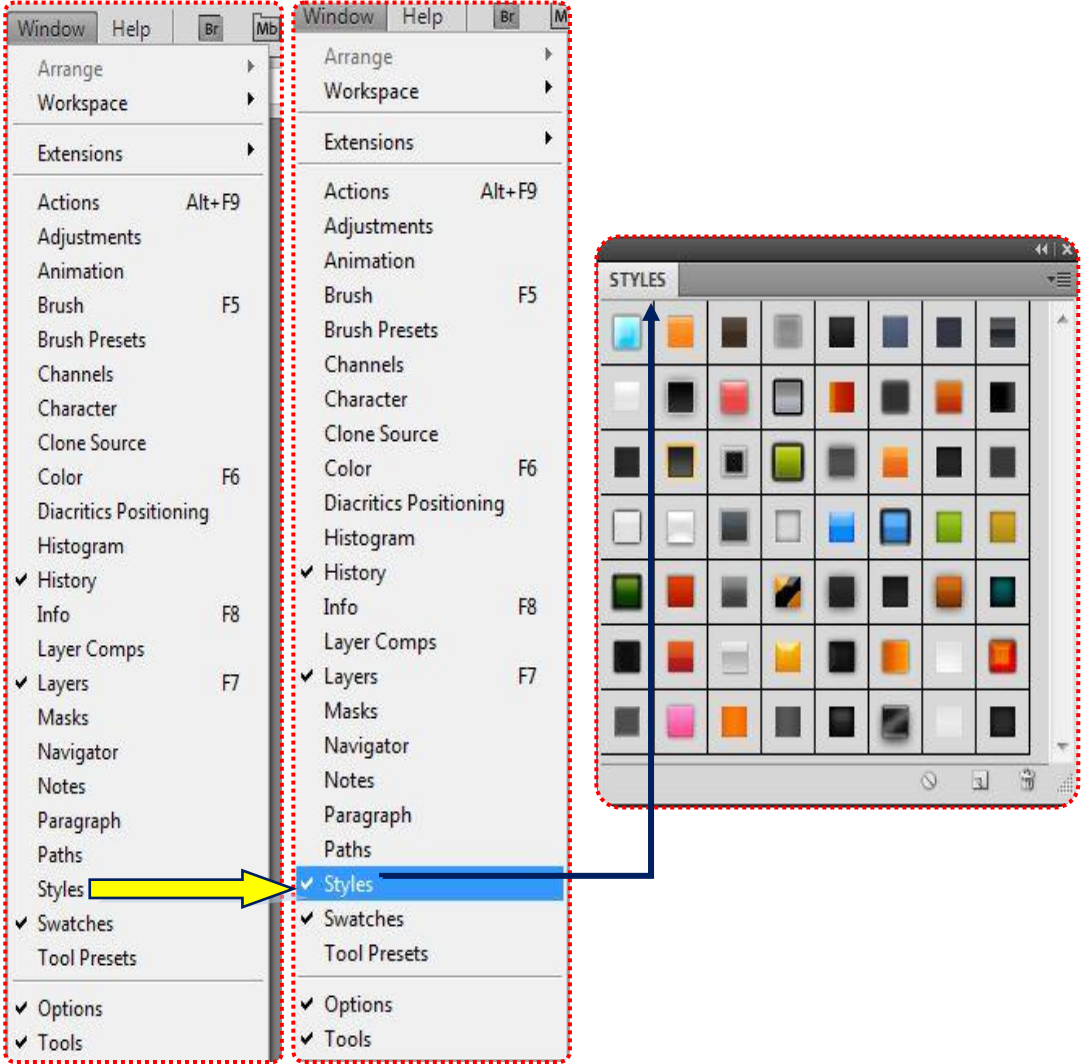 Window Help Br Mb
Arrange
Workspace
Extensions
Actions Alt+F9
Adjustments
Animation
Brush F5
Brush Presets
Channels
Character
Clone Source
Color F6
Diacritics Positioning
Histogram
History
Info F8
Layer Comps
Layers F7
Masks
Navigator
Notes
Paragraph
Paths
Styles
Swatches
Tool Presets
Options
Tools
Window Help Br M
Arrange
Workspace
Extensions
Actions Alt+F9
Adjustments
Animation
Brush F5
Brush Presets
Channels
Character
Clone Source
Color F6
Diacritics Positioning
Histogram
History
Info F8
Layer Comps
Layers F7
Masks
Navigator
Notes
Paragraph
Paths
Styles
Swatches
Tool Presets
Options
Tools
STYLES